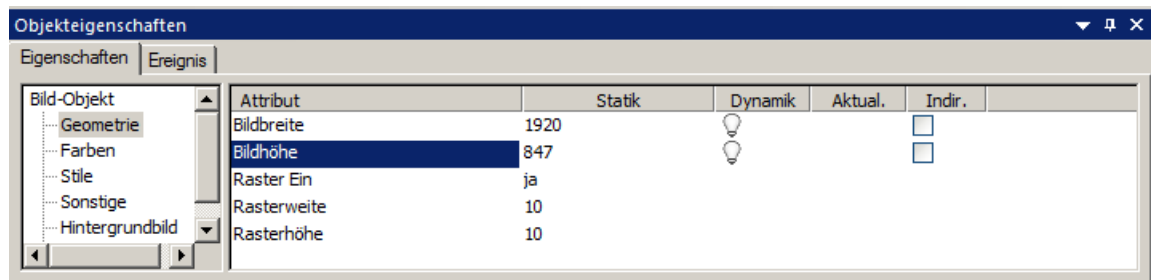 Objekteigenschaften
Eigenschaften Ereignis
Bild-Objekt
Geometrie
Farben
Stile
Sonstige
Hintergrundbild
Attribut Statik Dynamik Aktual. Indir.
Bildbreite 1920
Bildhöhe 847
Raster Ein ja
Rasterweite 10
Rasterhöhe 10